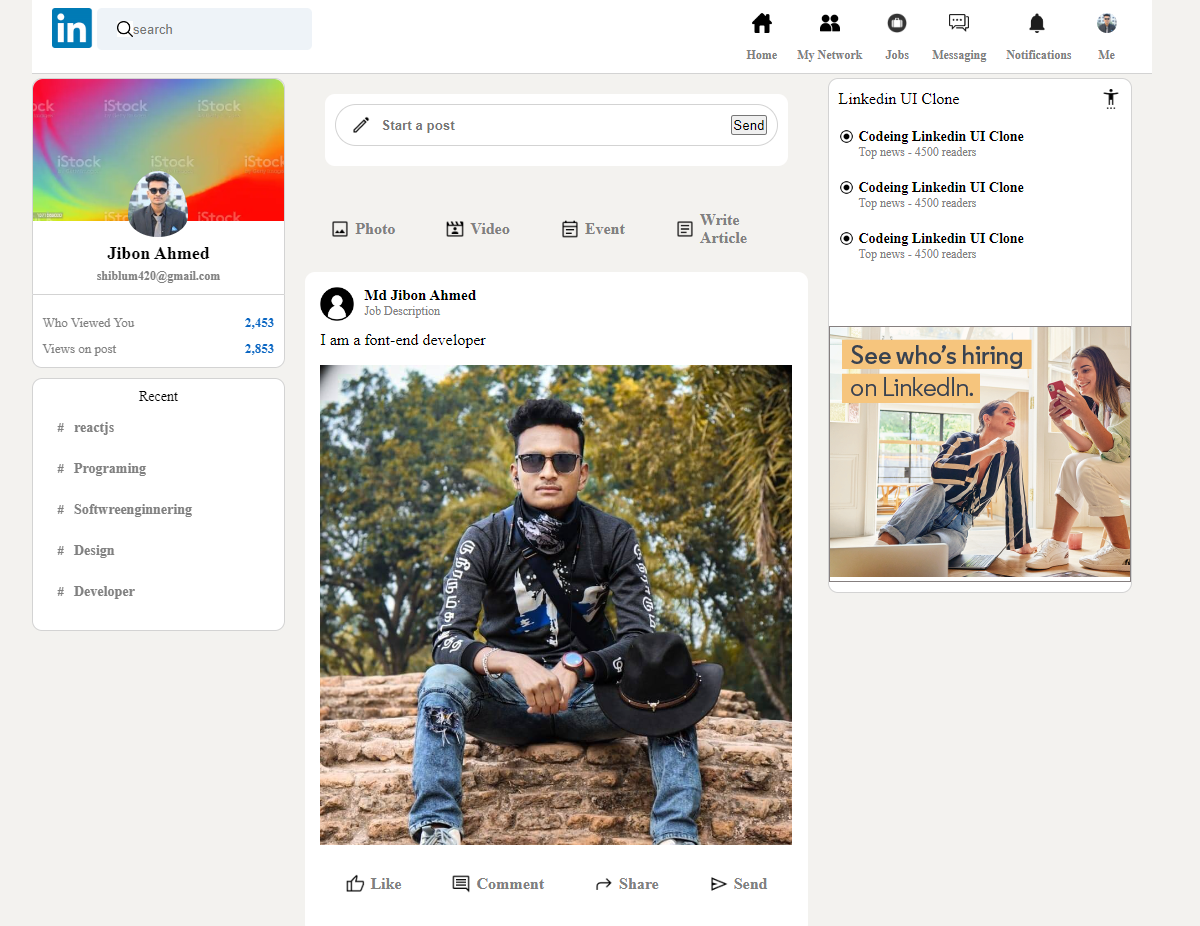 in
search
Home
My Network
Jobs
Messaging
Notifications
Me
iStock
iStock
iStock
iStock
iStock
iStock
iStock
Jibon Ahmed
shiblum420@gmail.com
Who Viewed You 2,453
Views on post 2,853
Recent
# reactjs
# Programing
# Softwreenginnering
# Design
# Developer
Start a post
Send
Photo
Video
Event
Write
Article
Md Jibon Ahmed
Job Description
I am a font-end developer
Like
Comment
Share
Send
Linkedin UI Clone
Codeing Linkedin UI Clone
Top news - 4500 readers
Codeing Linkedin UI Clone
Top news - 4500 readers
Codeing Linkedin UI Clone
Top news - 4500 readers
See who's hiring
on LinkedIn.